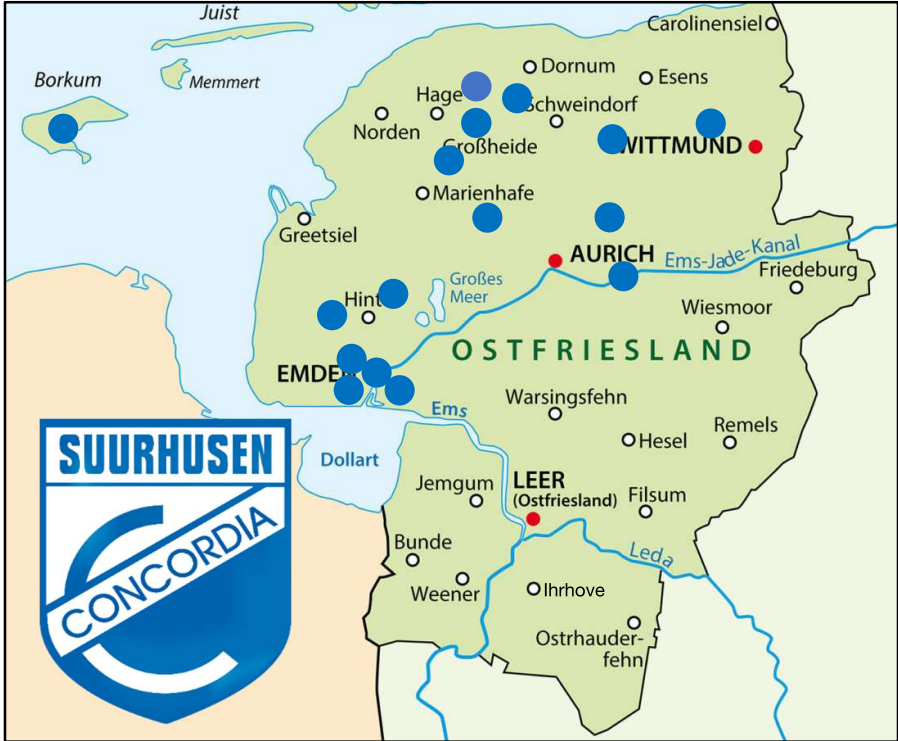 Juist
Carolinensiel
Borkum
Memmert
Dornum
Esens
Hage
Schweindorf
Norden
Großheide
WITTMUND
Marienhafe
Greetsiel
AURICH
Ems-Jade-Kanal
Friedeburg
Großes
Meer
Hint
Wiesmoor
OSTFRIESLAND
EMDEN
Warsingsfehn
Ems
Remels
Hesel
SUURHUSEN
Dollart
LEER
(Ostfriesland)
Jemgum
Filsum
CONCORDIA
Bunde
Leda
Weener
Ihrhove
Ostrhauder-
fehn